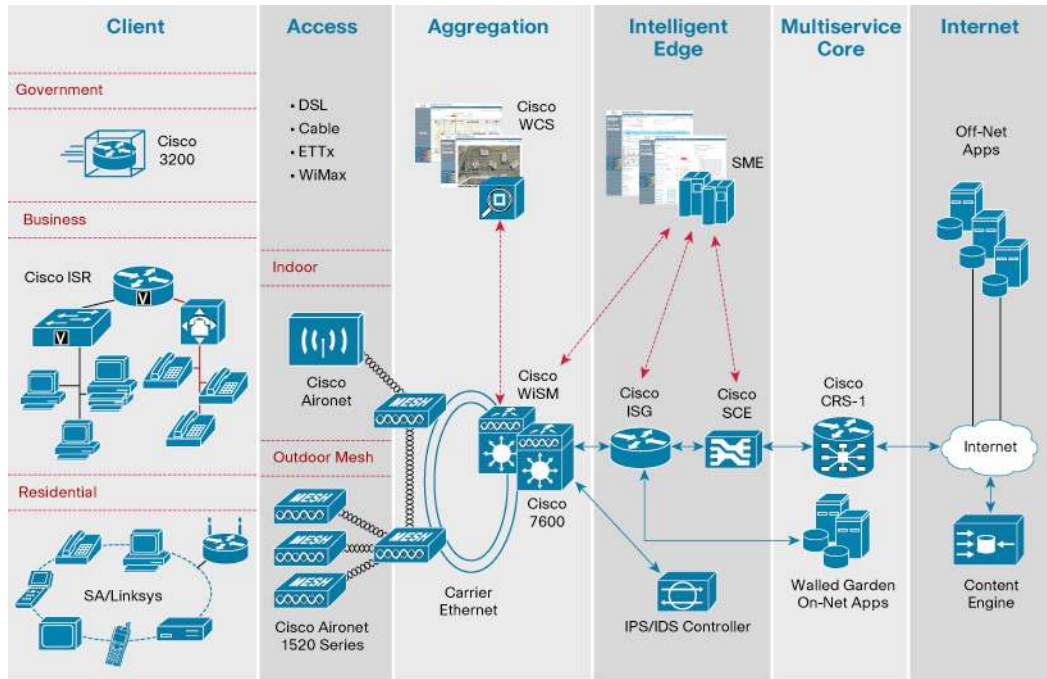 Client
Access
Aggregation
Intelligent
Edge
Multiservice
Core
Internet
Government
Cisco
3200
Business
Cisco ISR
V
V
Residential
SA/Linksys
• DSL
• Cable
• ETTx
• WiMax
Indoor
Cisco
Aironet
Outdoor Mesh
MESH
MESH
MESH
Cisco Aironet
1520 Series
MESH
MESH
Cisco
WCS
Cisco
WiSM
Cisco
7600
Carrier
Ethernet
SME
Cisco
ISG
Cisco
SCE
IPS/IDS Controller
Cisco
CRS-1
Walled Garden
On-Net Apps
Off-Net
Apps
Internet
Content
Engine